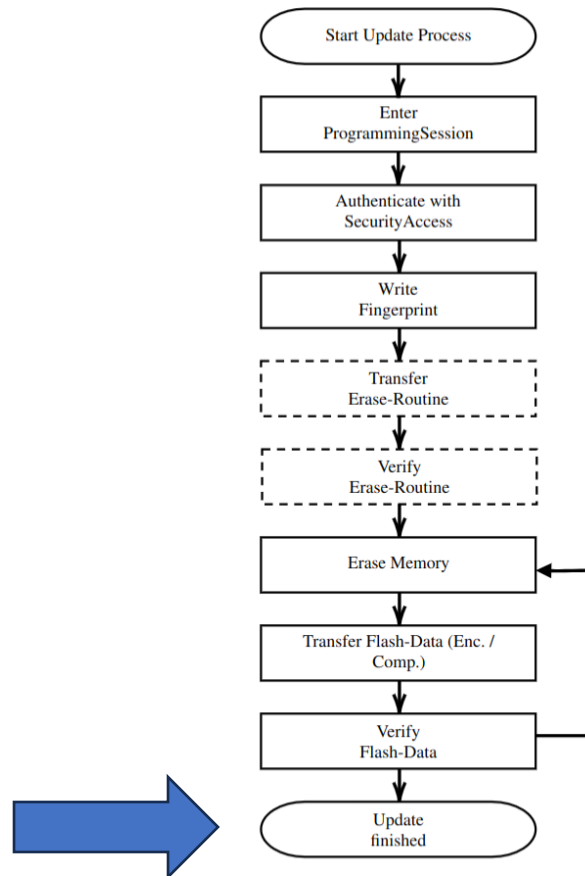 Start Update Process
Enter
ProgrammingSession
Authenticate with
SecurityAccess
Write
Fingerprint
Transfer
Erase-Routine
Verify
Erase-Routine
Erase Memory
Transfer Flash-Data (Enc. /
Comp.)
Verify
Flash-Data
Update
finished